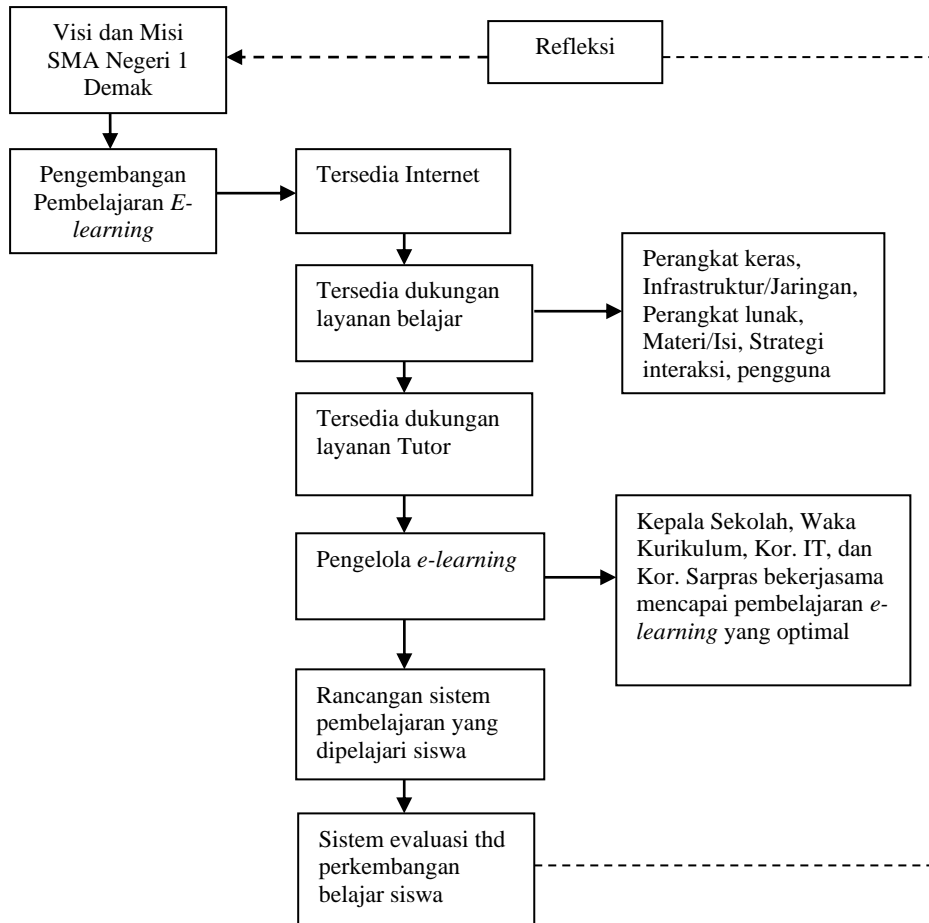 Visi dan Misi
SMA Negeri 1
Demak
Refleksi
Pengembangan
Pembelajaran E-
learning
Tersedia Internet
Tersedia dukungan
layanan belajar
Perangkat keras,
Infrastruktur/Jaringan,
Perangkat lunak,
Materi/Isi, Strategi
interaksi, pengguna
Tersedia dukungan
layanan Tutor
Pengelola e-learning
Kepala Sekolah, Waka
Kurikulum, Kor. IT, dan
Kor. Sarpras bekerjasama
mencapai pembelajaran e-
learning yang optimal
Rancangan sistem
pembelajaran yang
dipelajari siswa
Sistem evaluasi thd
perkembangan
belajar siswa